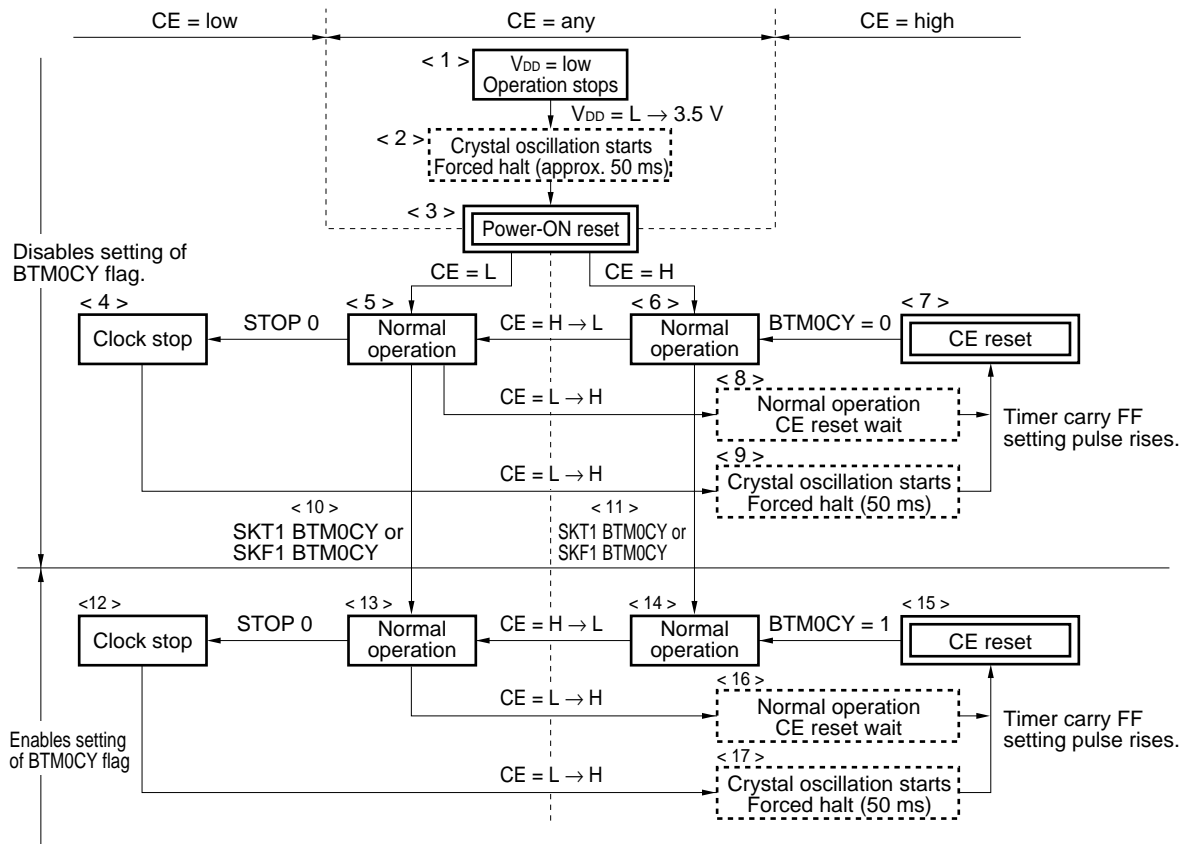 CE = low
CE = any
CE = high
< 1 >
VDD = low
Operation stops
VDD = L → 3.5 V
< 2 >
Crystal oscillation starts
Forced halt (approx. 50 ms)
< 3 >
Power-ON reset
Disables setting of
BTM0CY flag.
CE = L
CE = H
< 4 >
Clock stop
STOP 0
< 5 >
Normal
operation
CE = H → L
< 6 >
Normal
operation
BTM0CY = 0
< 7 >
CE reset
CE = L → H
< 8 >
Normal operation
CE reset wait
Timer carry FF
setting pulse rises.
CE = L → H
< 9 >
Crystal oscillation starts
Forced halt (50 ms)
< 10 >
SKT1 BTM0CY or
SKF1 BTM0CY
< 11 >
SKT1 BTM0CY or
SKF1 BTM0CY
<12 >
Clock stop
STOP 0
< 13 >
Normal
operation
CE = H → L
< 14 >
Normal
operation
BTM0CY = 1
< 15 >
CE reset
CE = L → H
< 16 >
Normal operation
CE reset wait
Timer carry FF
setting pulse rises.
Enables setting
of BTM0CY flag
CE = L → H
< 17 >
Crystal oscillation starts
Forced halt (50 ms)